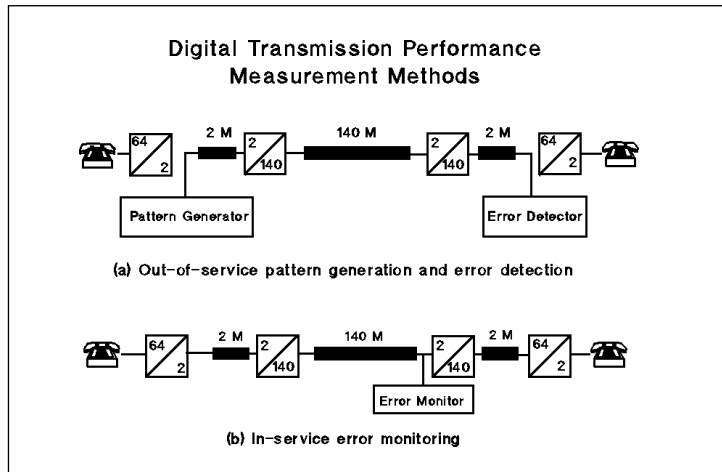 Digital Transmission Performance
Measurement Methods
2 M
140 M
2 M
64
2
2
140
2
140
64
2
Pattern Generator
Error Detector
(a) Out-of-service pattern generation and error detection
2 M
140 M
2 M
64
2
2
140
2
140
64
2
Error Monitor
(b) In-service error monitoring